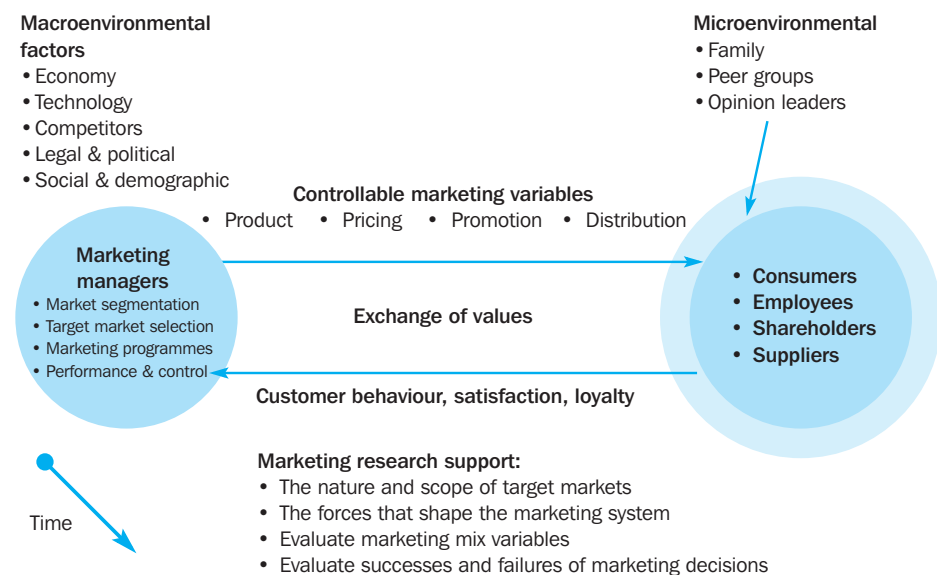 Macroenvironmental
factors
• Economy
• Technology
• Competitors
• Legal & political
• Social & demographic
Microenvironmental
• Family
• Peer groups
• Opinion leaders
Controllable marketing variables
• Product • Pricing • Promotion • Distribution
Marketing
managers
• Market segmentation
• Target market selection
• Marketing programmes
• Performance & control
Exchange of values
• Consumers
• Employees
• Shareholders
• Suppliers
Customer behaviour, satisfaction, loyalty
Time
Marketing research support:
• The nature and scope of target markets
• The forces that shape the marketing system
• Evaluate marketing mix variables
• Evaluate successes and failures of marketing decisions